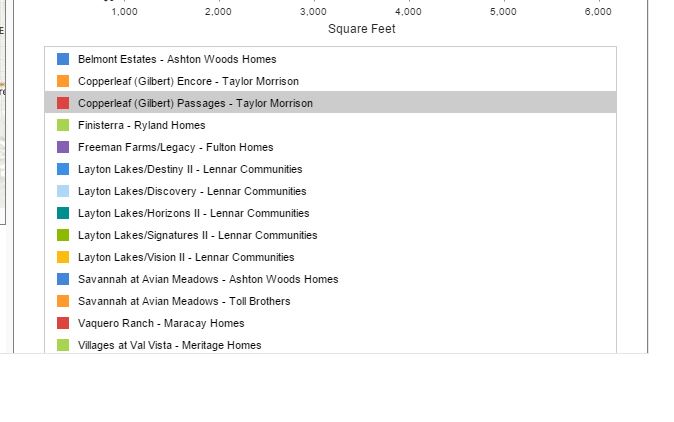 1,000 2,000 3,000 4,000 5,000 6,000
Square Feet
Belmont Estates - Ashton Woods Homes
Copperleaf (Gilbert) Encore - Taylor Morrison
Copperleaf (Gilbert) Passages - Taylor Morrison
Finisterra - Ryland Homes
Freeman Farms/Legacy - Fulton Homes
Layton Lakes/Destiny II - Lennar Communities
Layton Lakes/Discovery - Lennar Communities
Layton Lakes/Horizons II - Lennar Communities
Layton Lakes/Signatures II - Lennar Communities
Layton Lakes/Vision II - Lennar Communities
Savannah at Avian Meadows - Ashton Woods Homes
Savannah at Avian Meadows - Toll Brothers
Vaquero Ranch - Maracay Homes
Villages at Val Vista - Meritage Homes